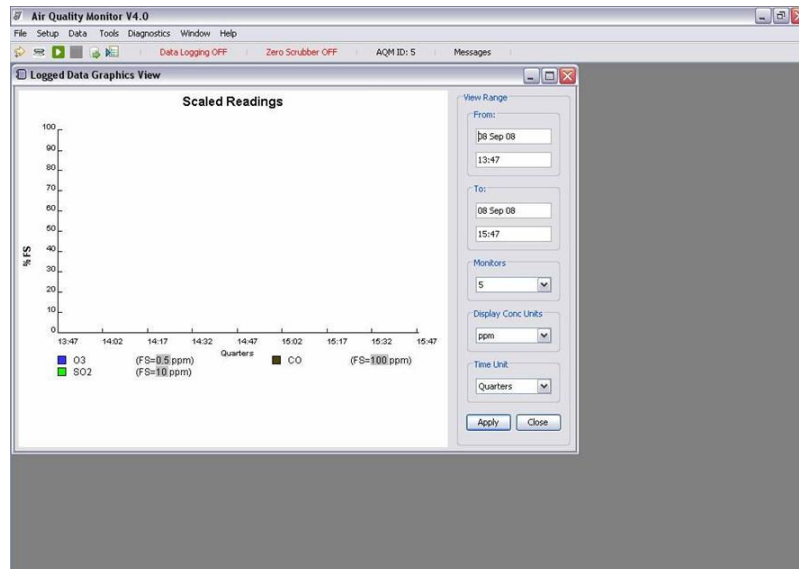 Air Quality Monitor V4.0
File Setup Data Tools Diagnostics Window Help
Data Logging OFF Zero Scrubber OFF AQM ID: 5 Messages
Logged Data Graphics View
Scaled Readings
% FS
100
90
80
70
60
50
40
30
20
10
0
13:47 14:02 14:17 14:32 14:47 15:02 15:17 15:32 15:47
Quarters
O3 (FS=0.5 ppm) CO (FS=100 ppm)
SO2 (FS=10 ppm)
View Range
From:
08 Sep 08
13:47
To:
08 Sep 08
15:47
Monitors
5
Display Conc Units
ppm
Time Unit
Quarters
Apply Close